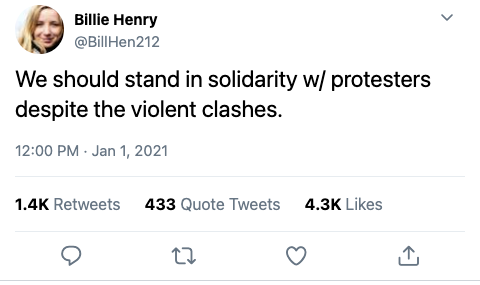 Billie Henry
@BillHen212
We should stand in solidarity w/ protesters
despite the violent clashes.
12:00 PM · Jan 1, 2021
1.4K Retweets 433 Quote Tweets 4.3K Likes